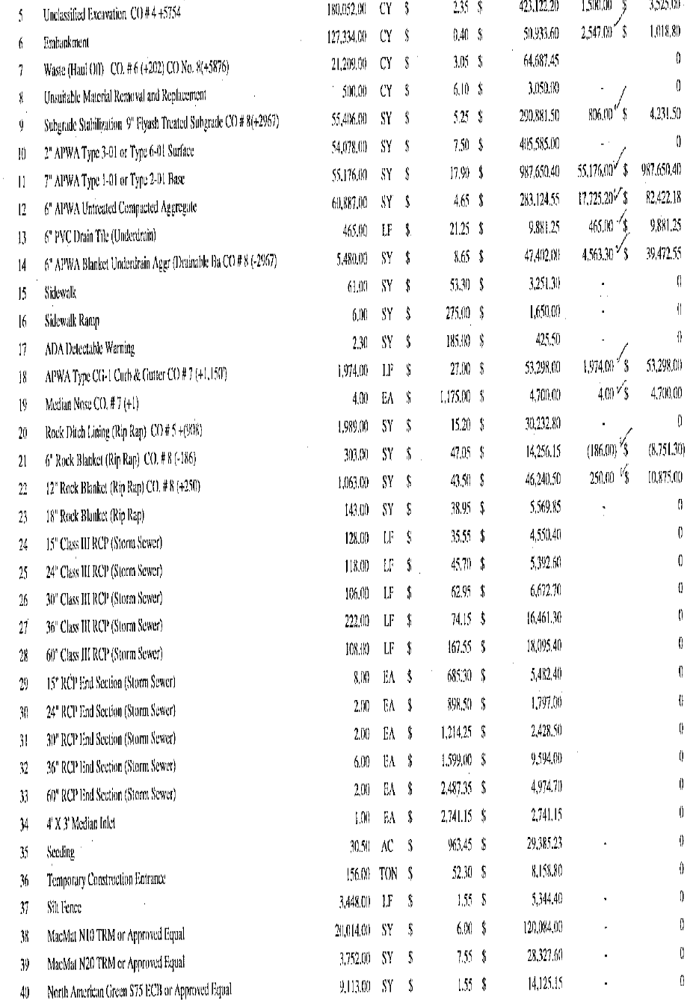 5 Unclassified Excavation CO # 4 +5754 180,052.00 CY $ 2.35 $ 423,122.20 1,500.00 $ 3,525.00
6 Embankment 127,334.00 CY $ 0.40 $ 50,933.60 2,547.00 $ 1,018.80
7 Waste (Haul Off) CO. # 6 (+202) CO No. 8(+5876) 21,209.00 CY $ 3.05 $ 64,687.45 0
8 Unsuitable Material Removal and Replacement 500.00 CY $ 6.10 $ 3,050.00 - 0
9 Subgrade Stabilization 9" Flyash Treated Subgrade CO # 8(+2967) 55,406.00 SY $ 5.25 $ 290,881.50 806.00 $ 4,231.50
10 2" APWA Type 3-01 or Type 6-01 Surface 54,078.00 SY $ 7.50 $ 405,585.00 - 0
11 7" APWA Type 1-01 or Type 2-01 Base 55,176.00 SY $ 17.90 $ 987,650.40 55,176.00 $ 987,650.40
12 6" APWA Untreated Compacted Aggregate 60,887.00 SY $ 4.65 $ 283,124.55 17,725.20 $ 82,422.18
13 6" PVC Drain Tile (Underdrain) 465.00 LF $ 21.25 $ 9,881.25 465.00 $ 9,881.25
14 6" APWA Blanket Underdrain Aggr (Drainable Ba CO # 8 (-2967) 5,480.00 SY $ 8.65 $ 47,402.00 4,563.30 $ 39,472.55
15 Sidewalk 61.00 SY $ 53.30 $ 3,251.30 - 0
16 Sidewalk Ramp 6.00 SY $ 275.00 $ 1,650.00 - 0
17 ADA Detectable Warning 2.30 SY $ 185.00 $ 425.50 - 0
18 APWA Type CG-1 Curb & Gutter CO # 7 (+1,150') 1,974.00 LF $ 27.00 $ 53,298.00 1,974.00 $ 53,298.00
19 Median Nose CO. # 7 (+1) 4.00 EA $ 1,175.00 $ 4,700.00 4.00 $ 4,700.00
20 Rock Ditch Lining (Rip Rap) CO # 5 +(908) 1,989.00 SY $ 15.20 $ 30,232.80 - 0
21 6" Rock Blanket (Rip Rap) CO. # 8 (-186) 303.00 SY $ 47.05 $ 14,256.15 (186.00) $ (8,751.30)
22 12" Rock Blanket (Rip Rap) CO. # 8 (+250) 1,063.00 SY $ 43.50 $ 46,240.50 250.00 $ 10,875.00
23 18" Rock Blanket (Rip Rap) 143.00 SY $ 38.95 $ 5,569.85 - 0
24 15" Class III RCP (Storm Sewer) 128.00 LF $ 35.55 $ 4,550.40 0
25 24" Class III RCP (Storm Sewer) 118.00 LF $ 45.70 $ 5,392.60 0
26 30" Class III RCP (Storm Sewer) 106.00 LF $ 62.95 $ 6,672.70 0
27 36" Class III RCP (Storm Sewer) 222.00 LF $ 74.15 $ 16,461.30 0
28 60" Class III RCP (Storm Sewer) 108.00 LF $ 167.55 $ 18,095.40 0
29 15" RCP End Section (Storm Sewer) 8.00 EA $ 685.30 $ 5,482.40 0
30 24" RCP End Section (Storm Sewer) 2.00 EA $ 898.50 $ 1,797.00 0
31 30" RCP End Section (Storm Sewer) 2.00 EA $ 1,214.25 $ 2,428.50 0
32 36" RCP End Section (Storm Sewer) 6.00 EA $ 1,599.00 $ 9,594.00 0
33 60" RCP End Section (Storm Sewer) 2.00 EA $ 2,487.35 $ 4,974.70 0
34 4' X 3' Median Inlet 1.00 EA $ 2,741.15 $ 2,741.15 0
35 Seeding 30.50 AC $ 963.45 $ 29,385.23 - 0
36 Temporary Construction Entrance 156.00 TON $ 52.30 $ 8,158.80 - 0
37 Silt Fence 3,448.00 LF $ 1.55 $ 5,344.40 - 0
38 MacMat N10 TRM or Approved Equal 20,014.00 SY $ 6.00 $ 120,084.00 - 0
39 MacMat N20 TRM or Approved Equal 3,752.00 SY $ 7.55 $ 28,327.60 - 0
40 North American Green S75 ECB or Approved Equal 9,113.00 SY $ 1.55 $ 14,125.15 - 0